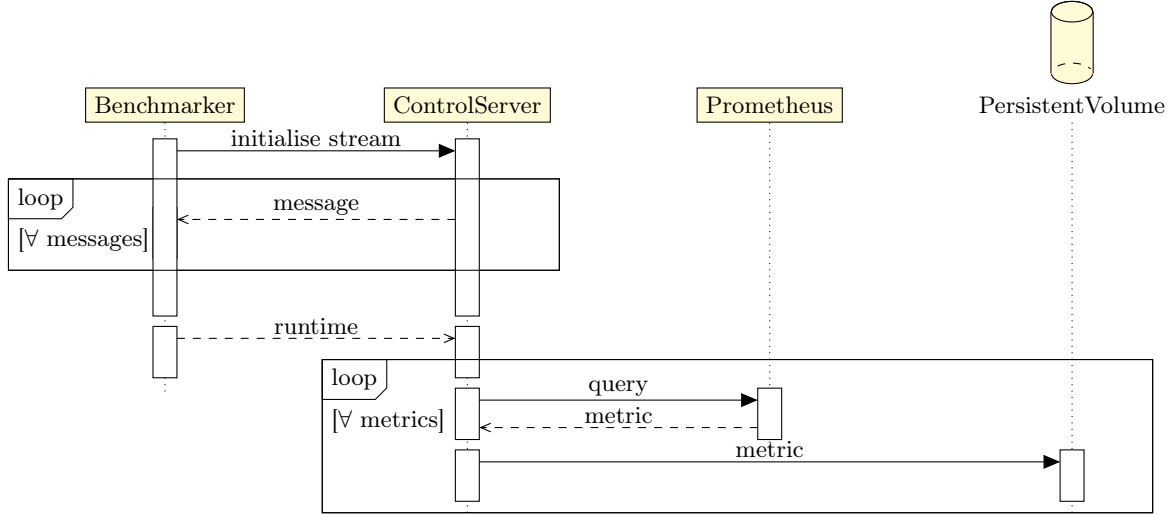 Benchmarker
ControlServer
Prometheus
PersistentVolume
initialise stream
loop
message
[∀ messages]
runtime
loop
query
[∀ metrics]
metric
metric